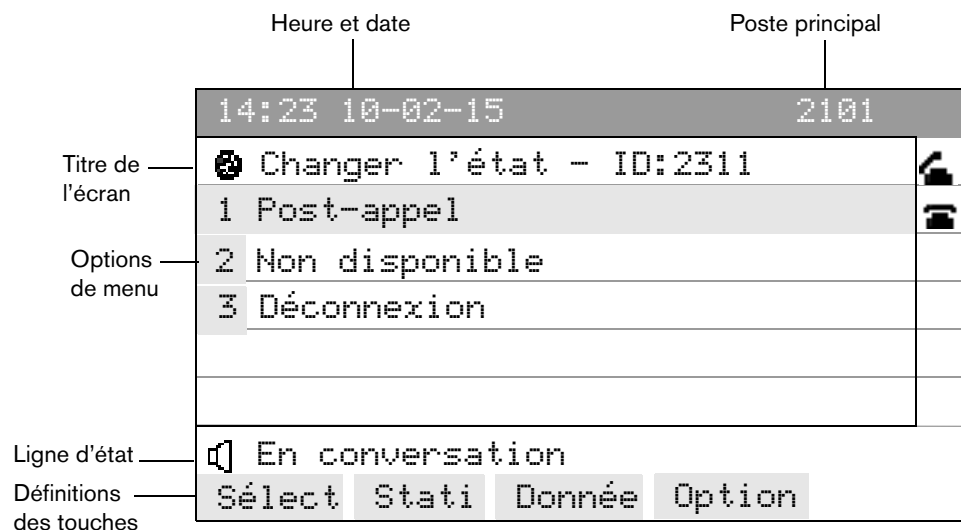 Heure et date
Poste principal
14:23 10-02-15 2101
Titre de
l'écran
Changer l'état - ID:2311
1 Post-appel
Options
de menu
2 Non disponible
3 Déconnexion
Ligne d'état
En conversation
Définitions
des touches
Sélect Stati Donnée Option